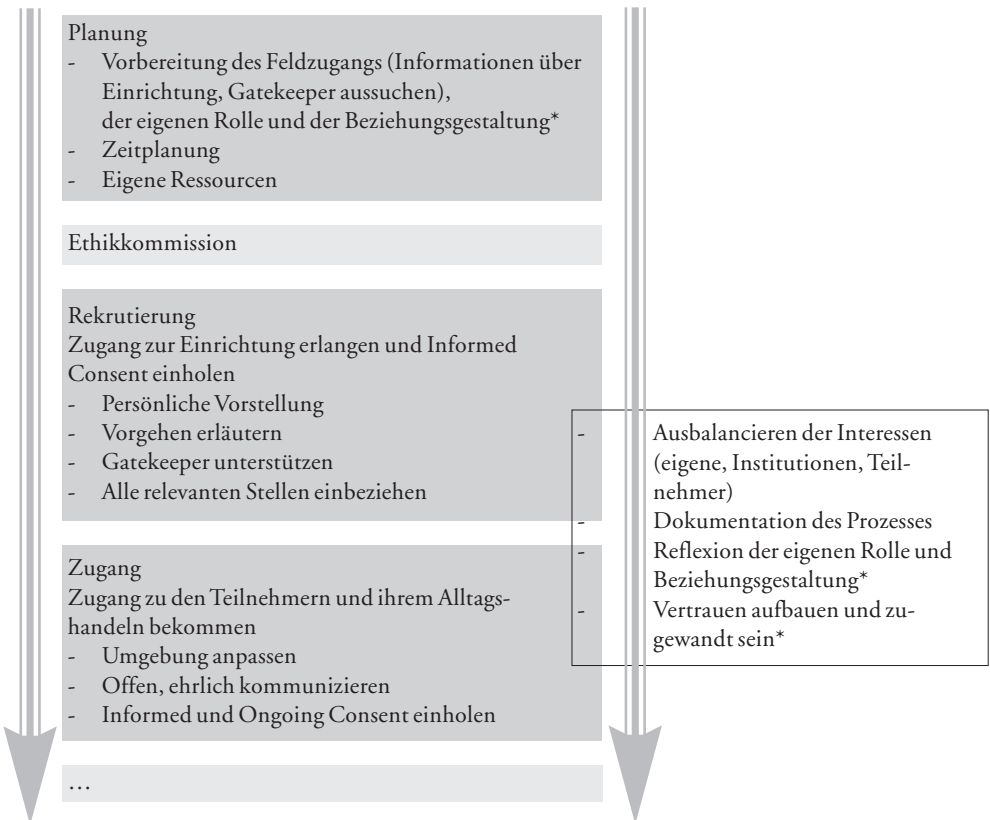 Planung
- Vorbereitung des Feldzugangs (Informationen über
Einrichtung, Gatekeeper aussuchen),
der eigenen Rolle und der Beziehungsgestaltung*
- Zeitplanung
- Eigene Ressourcen
Ethikkommission
Rekrutierung
Zugang zur Einrichtung erlangen und Informed
Consent einholen
- Persönliche Vorstellung
- Vorgehen erläutern
- Gatekeeper unterstützen
- Alle relevanten Stellen einbeziehen
Zugang
Zugang zu den Teilnehmern und ihrem Alltags-
handeln bekommen
- Umgebung anpassen
- Offen, ehrlich kommunizieren
- Informed und Ongoing Consent einholen
…
- Ausbalancieren der Interessen
(eigene, Institutionen, Teil-
nehmer)
- Dokumentation des Prozesses
- Reflexion der eigenen Rolle und
Beziehungsgestaltung*
- Vertrauen aufbauen und zu-
gewandt sein*